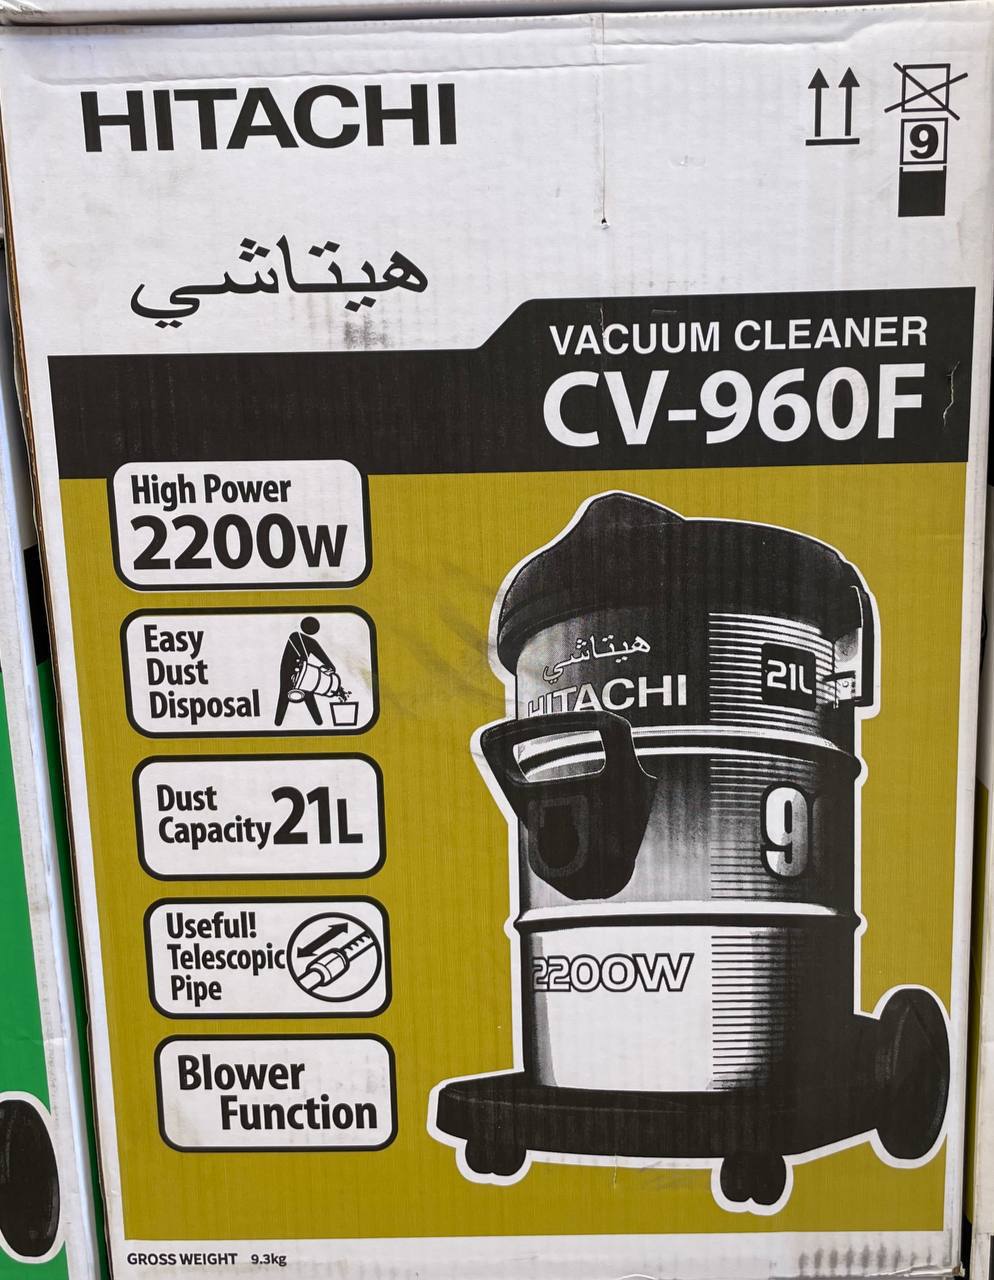 HITACHI
هيتاشي
9
VACUUM CLEANER
CV-960F
High Power
2200W
Easy
Dust
Disposal
Dust
Capacity 21L
Useful!
Telescopic
Pipe
Blower
Function
هيتاشي
HITACHI
21L
9
2200W
GROSS WEIGHT 9.3kg